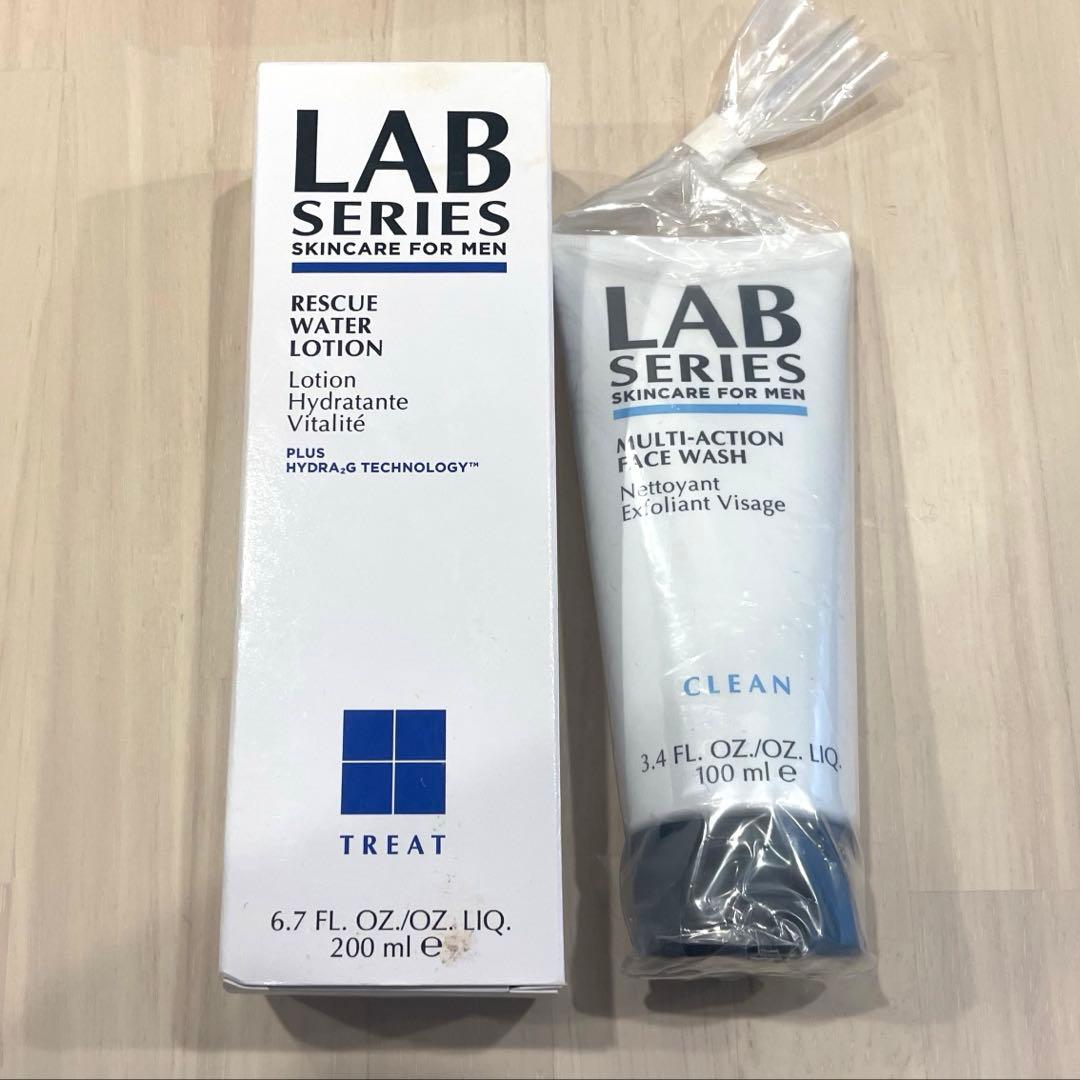 LAB
SERIES
SKINCARE FOR MEN
RESCUE
WATER
LOTION
Lotion
Hydratante
Vitalité
PLUS
HYDRA₂G TECHNOLOGY™
TREAT
6.7 FL. OZ./OZ. LIQ.
200 ml ℮
LAB
SERIES
SKINCARE FOR MEN
MULTI-ACTION
FACE WASH
Nettoyant
Exfoliant Visage
CLEAN
3.4 FL. OZ./OZ. LIQ.
100 ml ℮